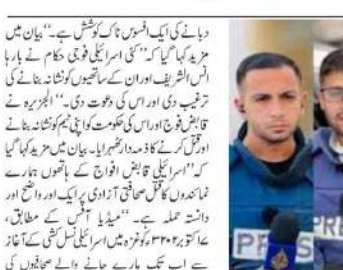 دبانے کی ایک افسوس ناک کوشش ہے۔‘‘ بیان میں
مزید کہا گیا کہ ’’کئی اسرائیلی فوجی حکام نے بارہا
انس الشریف اور ان کے ساتھیوں کو نشانہ بنانے کی
ترغیب دی اور اس کی دعوت دی۔‘‘ الجزیرہ نے
قابض فوج اور اس کی حکومت کو اپنی ٹیم کو نشانہ بنانے
اور قتل کرنے کا ذمہ دار ٹھہرایا۔ بیان میں مزید کہا گیا
کہ ’’اسرائیلی قابض افواج کے ہاتھوں ہمارے
نمائندوں کا قتل صحافتی آزادی پر ایک اور واضح اور
دانستہ حملہ ہے۔‘‘ میڈیا آفس کے مطابق،
۷؍اکتوبر ۲۰۲۳ء کو غزہ میں اسرائیلی نسل کشی کے آغاز
سے اب تک مارے جانے والے صحافیوں کی
PRESS
PRE